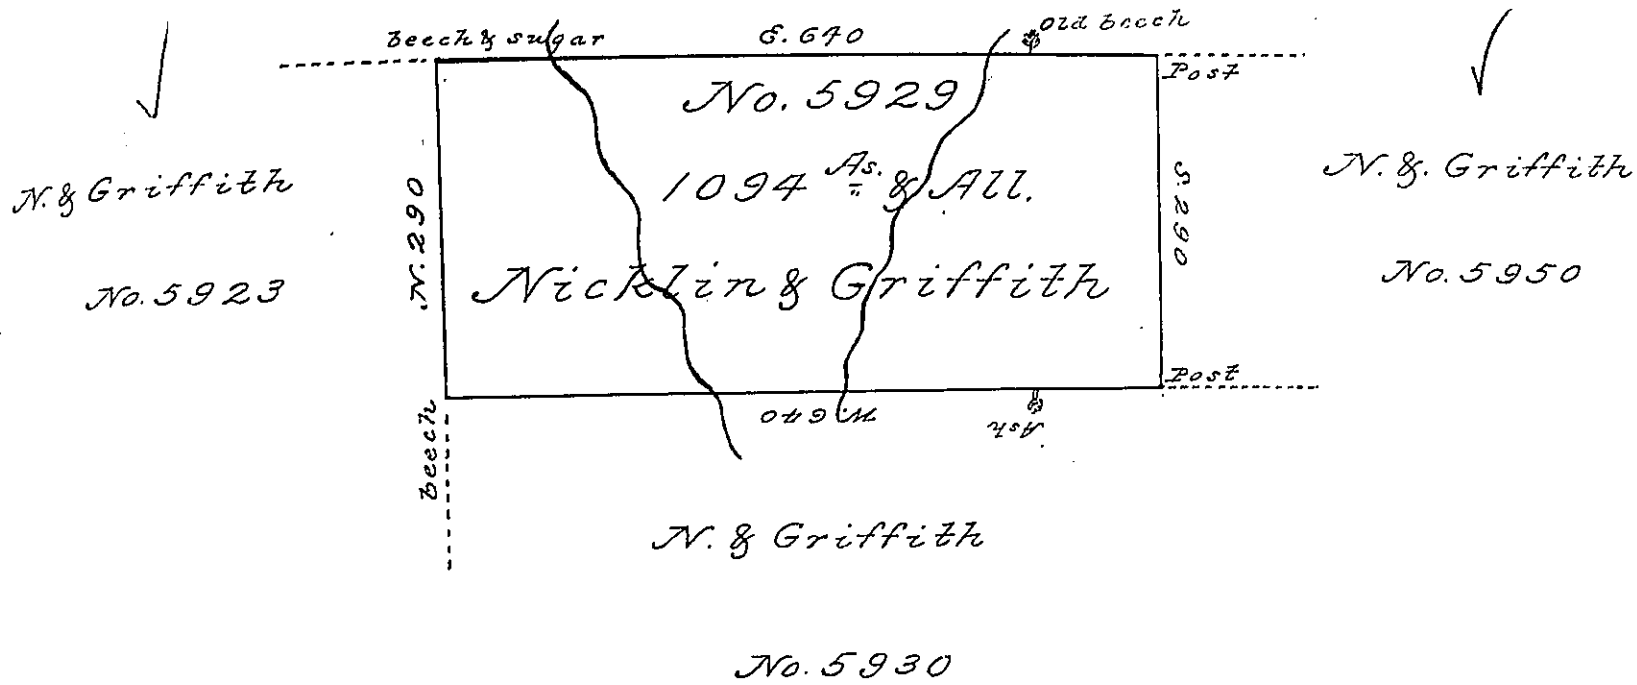 beech & sugar
E. 640
old beech
Post
No. 5929
1094 As. & All.
Nicklin & Griffith
N. 290
S. 290
N. & Griffith
No. 5923
N. & Griffith
No. 5950
Post
W. 640
Ash
beech
N. & Griffith
No. 5930